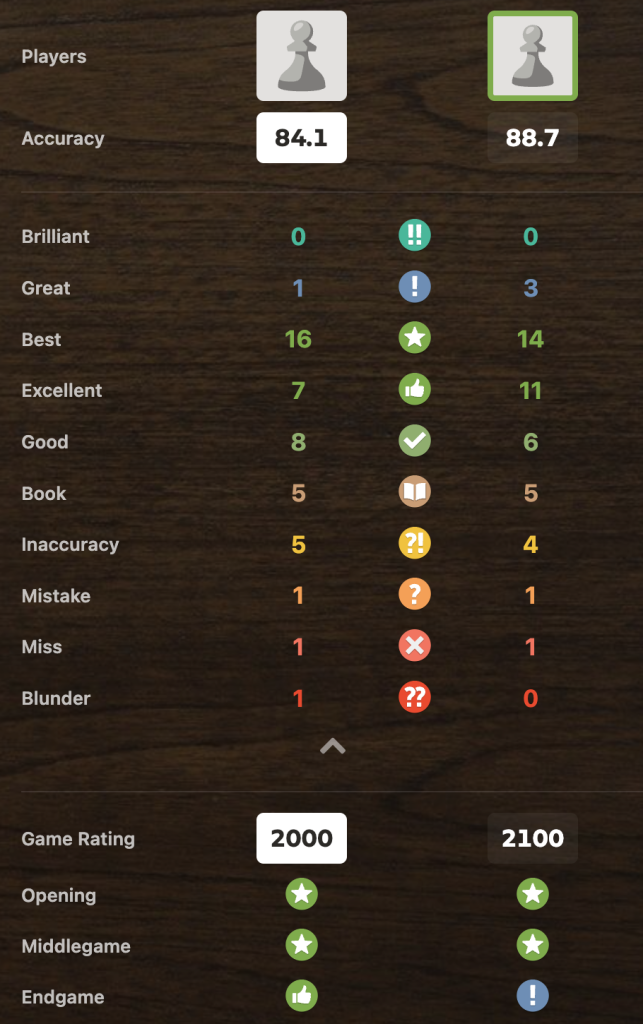 Players
Accuracy 84.1 88.7
Brilliant 0 !! 0
Great 1 ! 3
Best 16 14
Excellent 7 11
Good 8 6
Book 5 5
Inaccuracy 5 ?! 4
Mistake 1 ? 1
Miss 1 1
Blunder 1 ?? 0
Game Rating 2000 2100
Opening
Middlegame
Endgame !